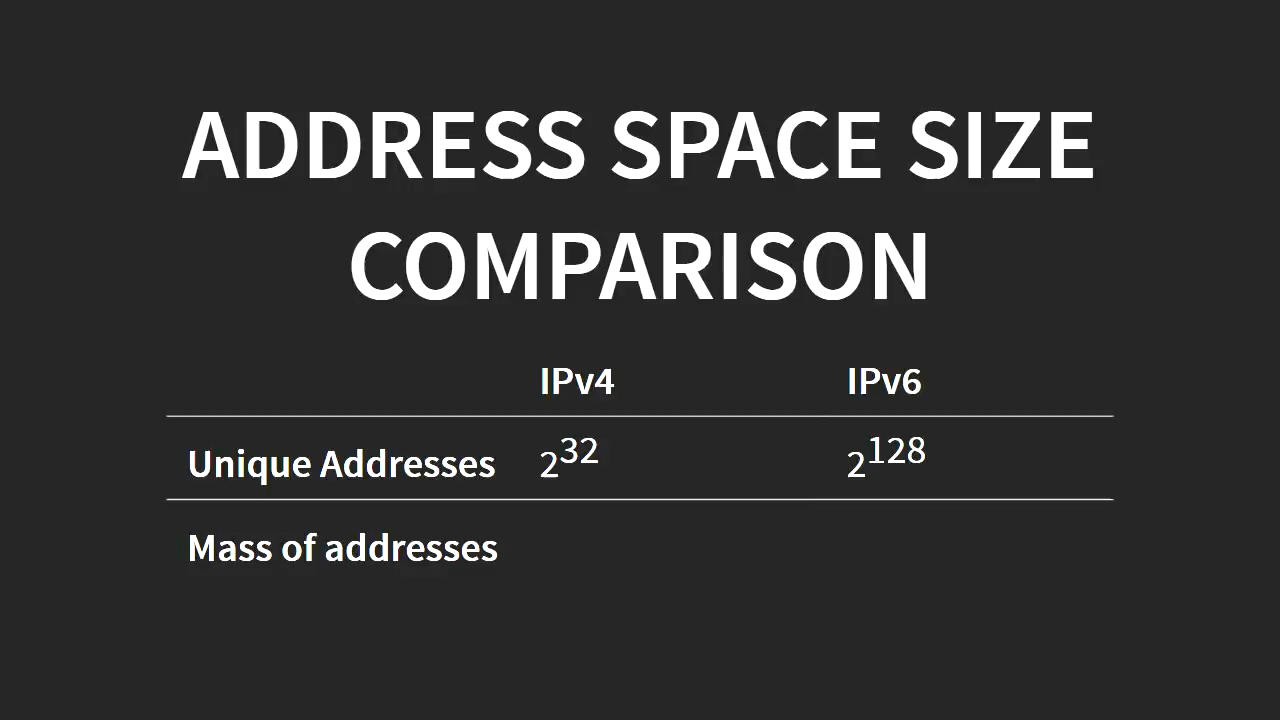 ADDRESS SPACE SIZE
COMPARISON
IPv4 IPv6
Unique Addresses 2^32 2^128
Mass of addresses